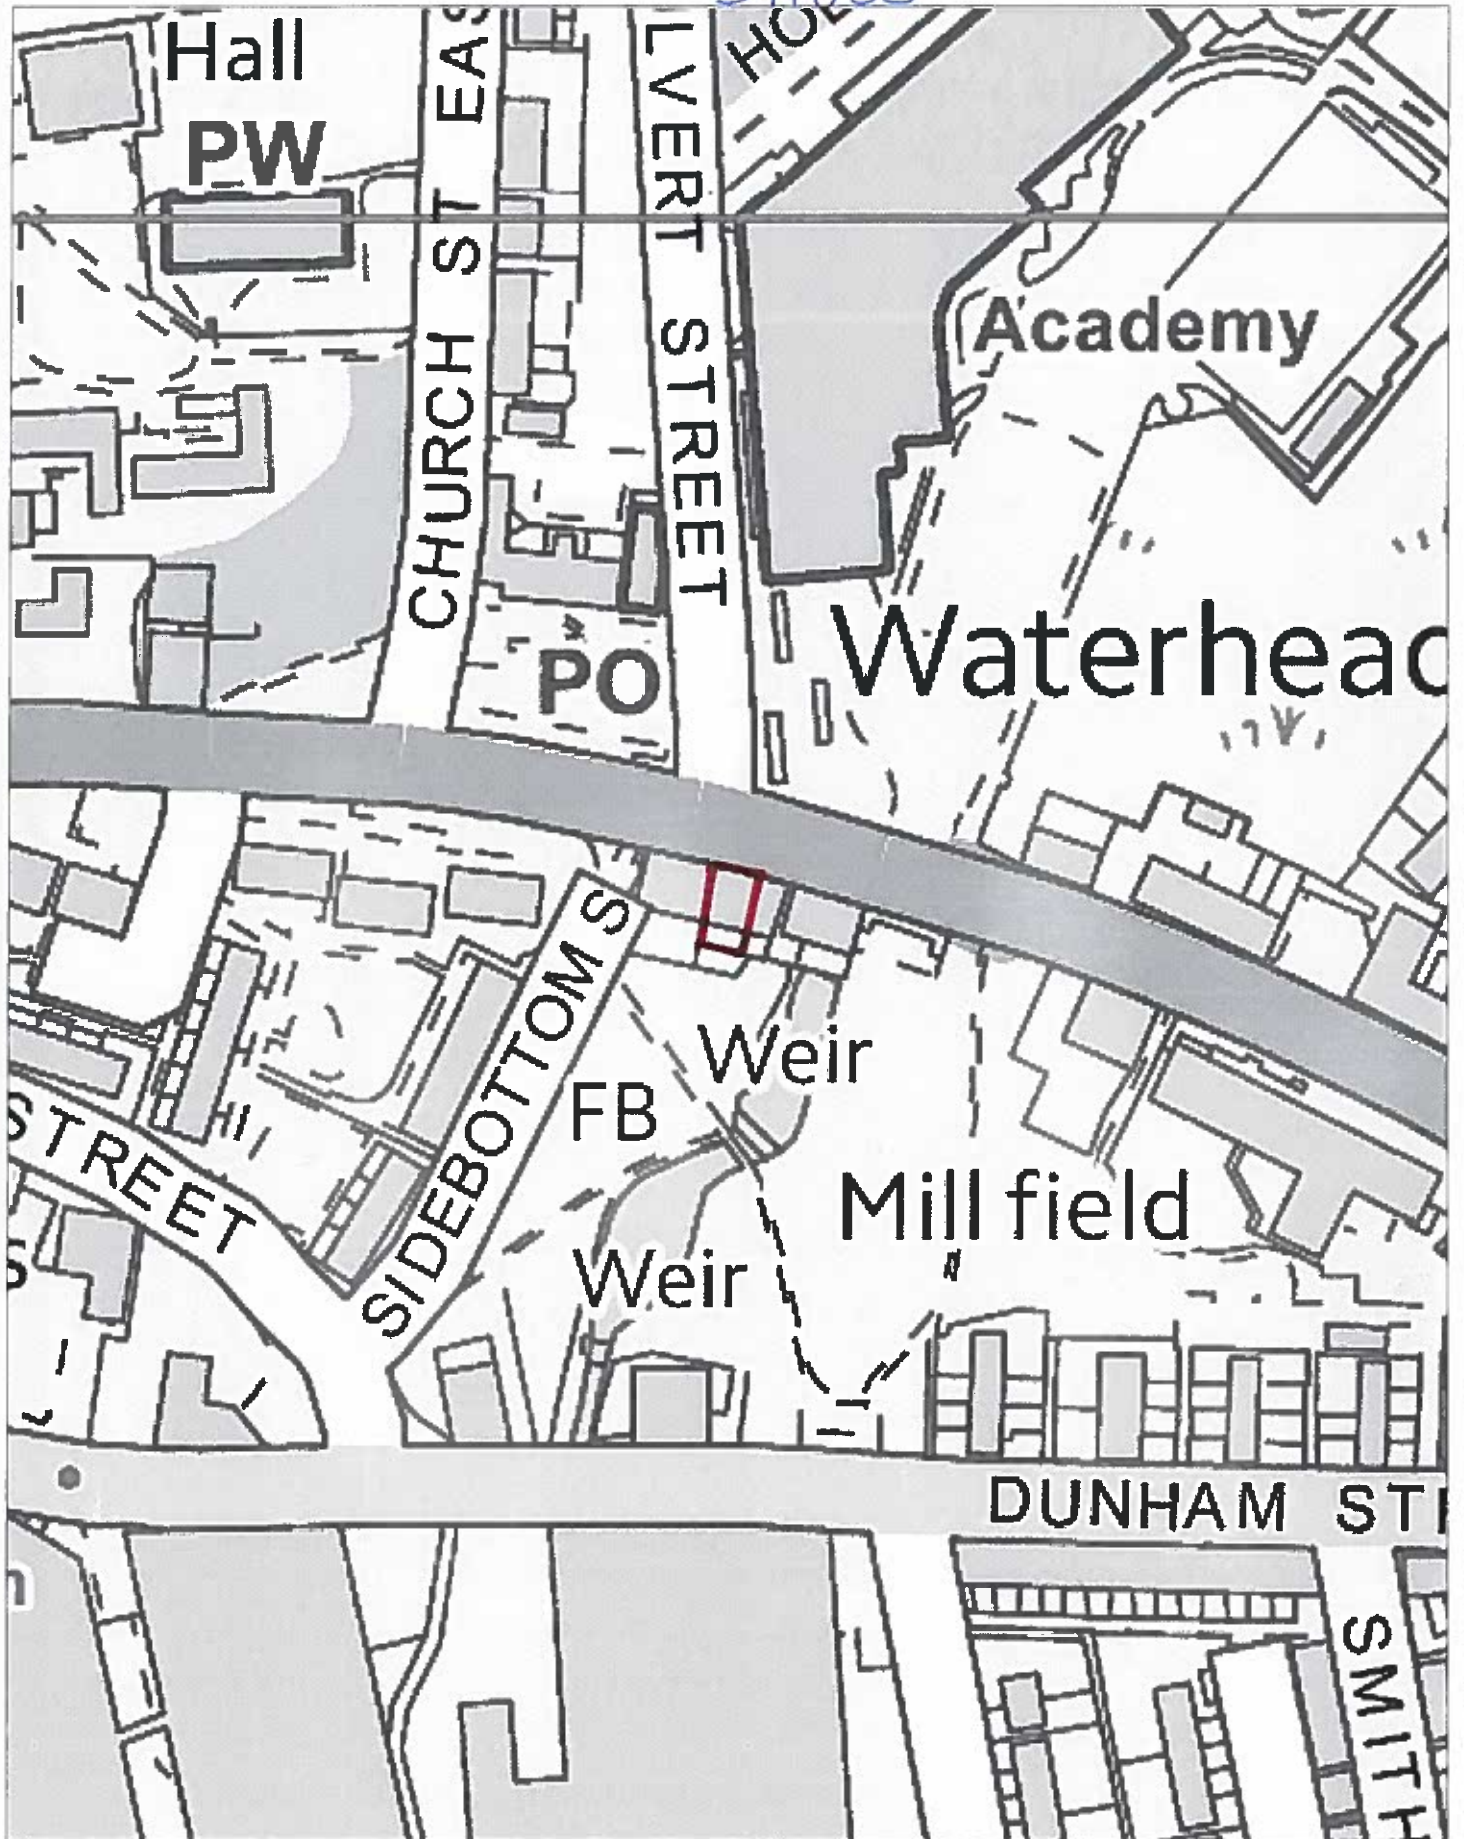 Hall
PW
CHURCH ST EAS
LVERT STREET
HOL
Academy
Waterhead
PO
SIDEBOTTOM S
Weir
FB
Mill field
Weir
STREET
S
DUNHAM ST
SMITH
n